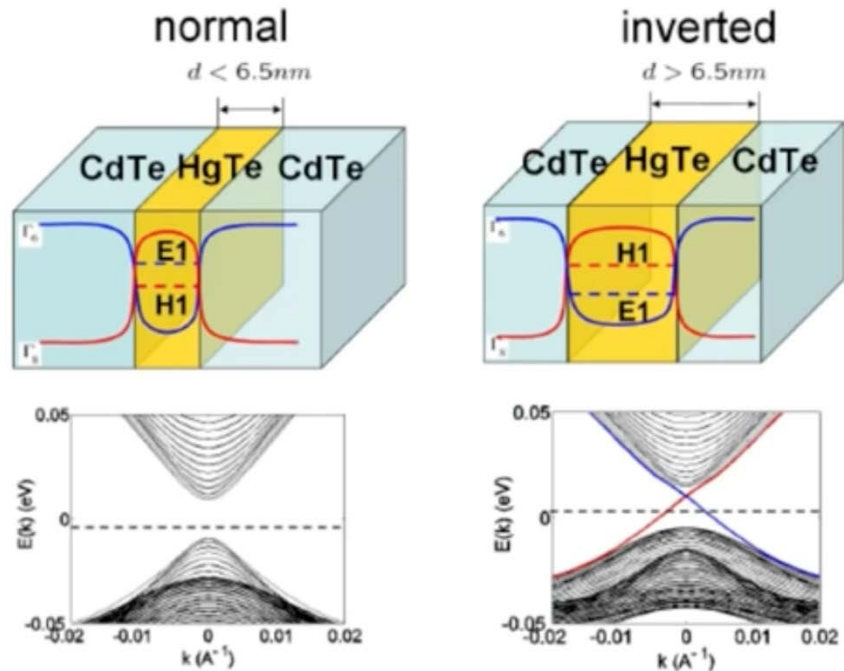 normal
d < 6.5nm
CdTe HgTe CdTe
Γ₆
E1
H1
Γ₈
inverted
d > 6.5nm
CdTe HgTe CdTe
Γ₆
H1
E1
Γ₈
E(k) (eV)
0.05
0
-0.05
-0.02 -0.01 0 0.01 0.02
k (A⁻¹)
E(k) (eV)
0.05
0
-0.05
-0.02 -0.01 0 0.01 0.02
k (A⁻¹)